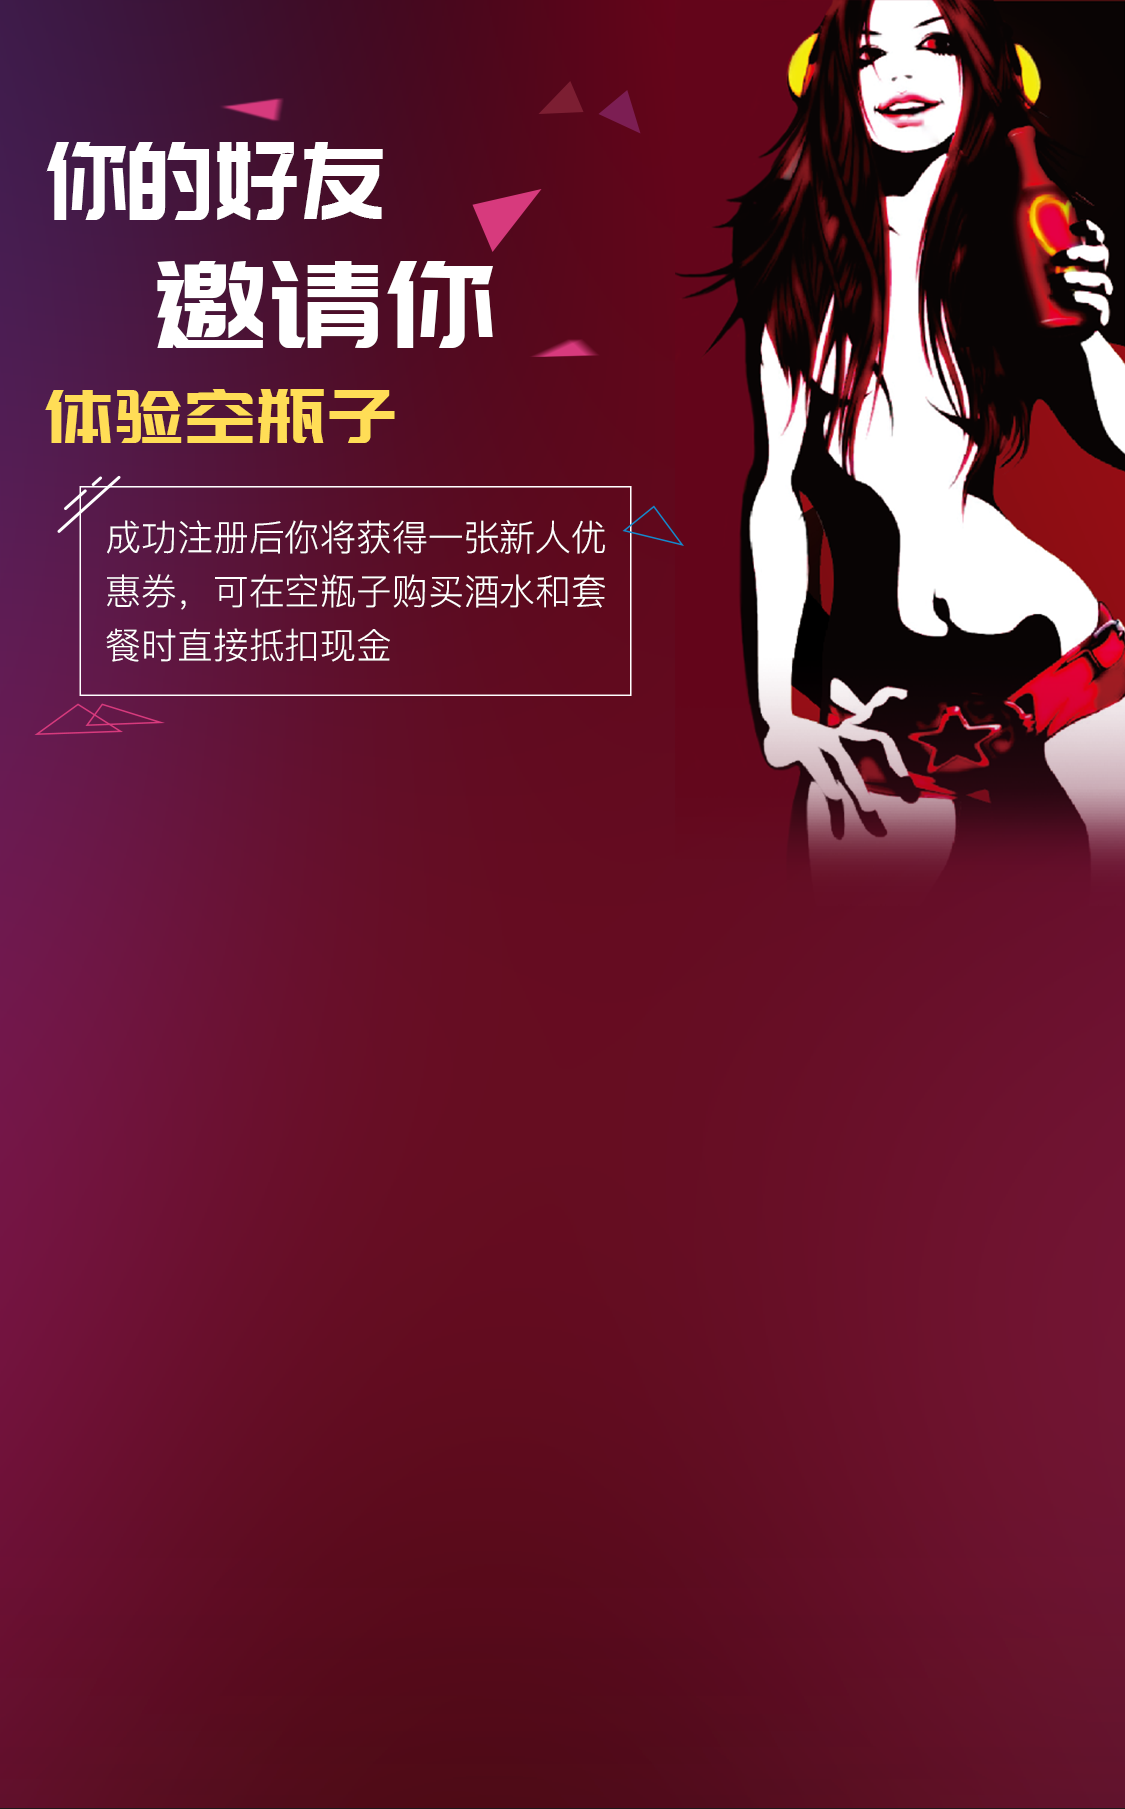 你的好友
邀请你
体验空瓶子
成功注册后你将获得一张新人优
惠券，可在空瓶子购买酒水和套
餐时直接抵扣现金